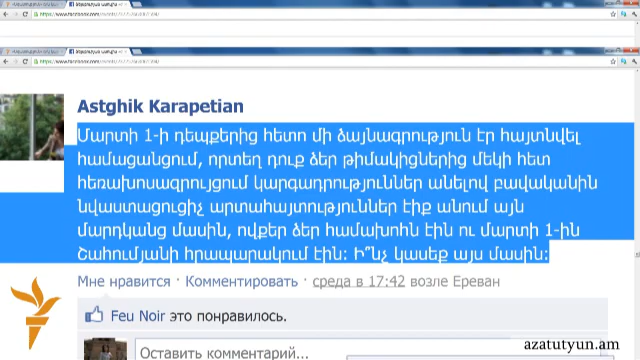 Astghik Karapetian
Մարտի 1-ի դեպքերից հետո մի ձայնագրություն էր հայտնվել
համացանցում, որտեղ դուք ձեր թիմակիցներից մեկի հետ
հեռախոսազրույցում կարգադրություններ անելով բավականին
նվաստացուցիչ արտահայտություններ էիք անում այն
մարդկանց մասին, ովքեր ձեր համախոհն էին ու մարտի 1-ին
Շահումյանի հրապարակում էին: Ի՞նչ կասեք այս մասին:
Мне нравится · Комментировать · среда в 17:42 возле Ереван
Feu Noir это понравилось.
Оставить комментарий...
azatutyun.am